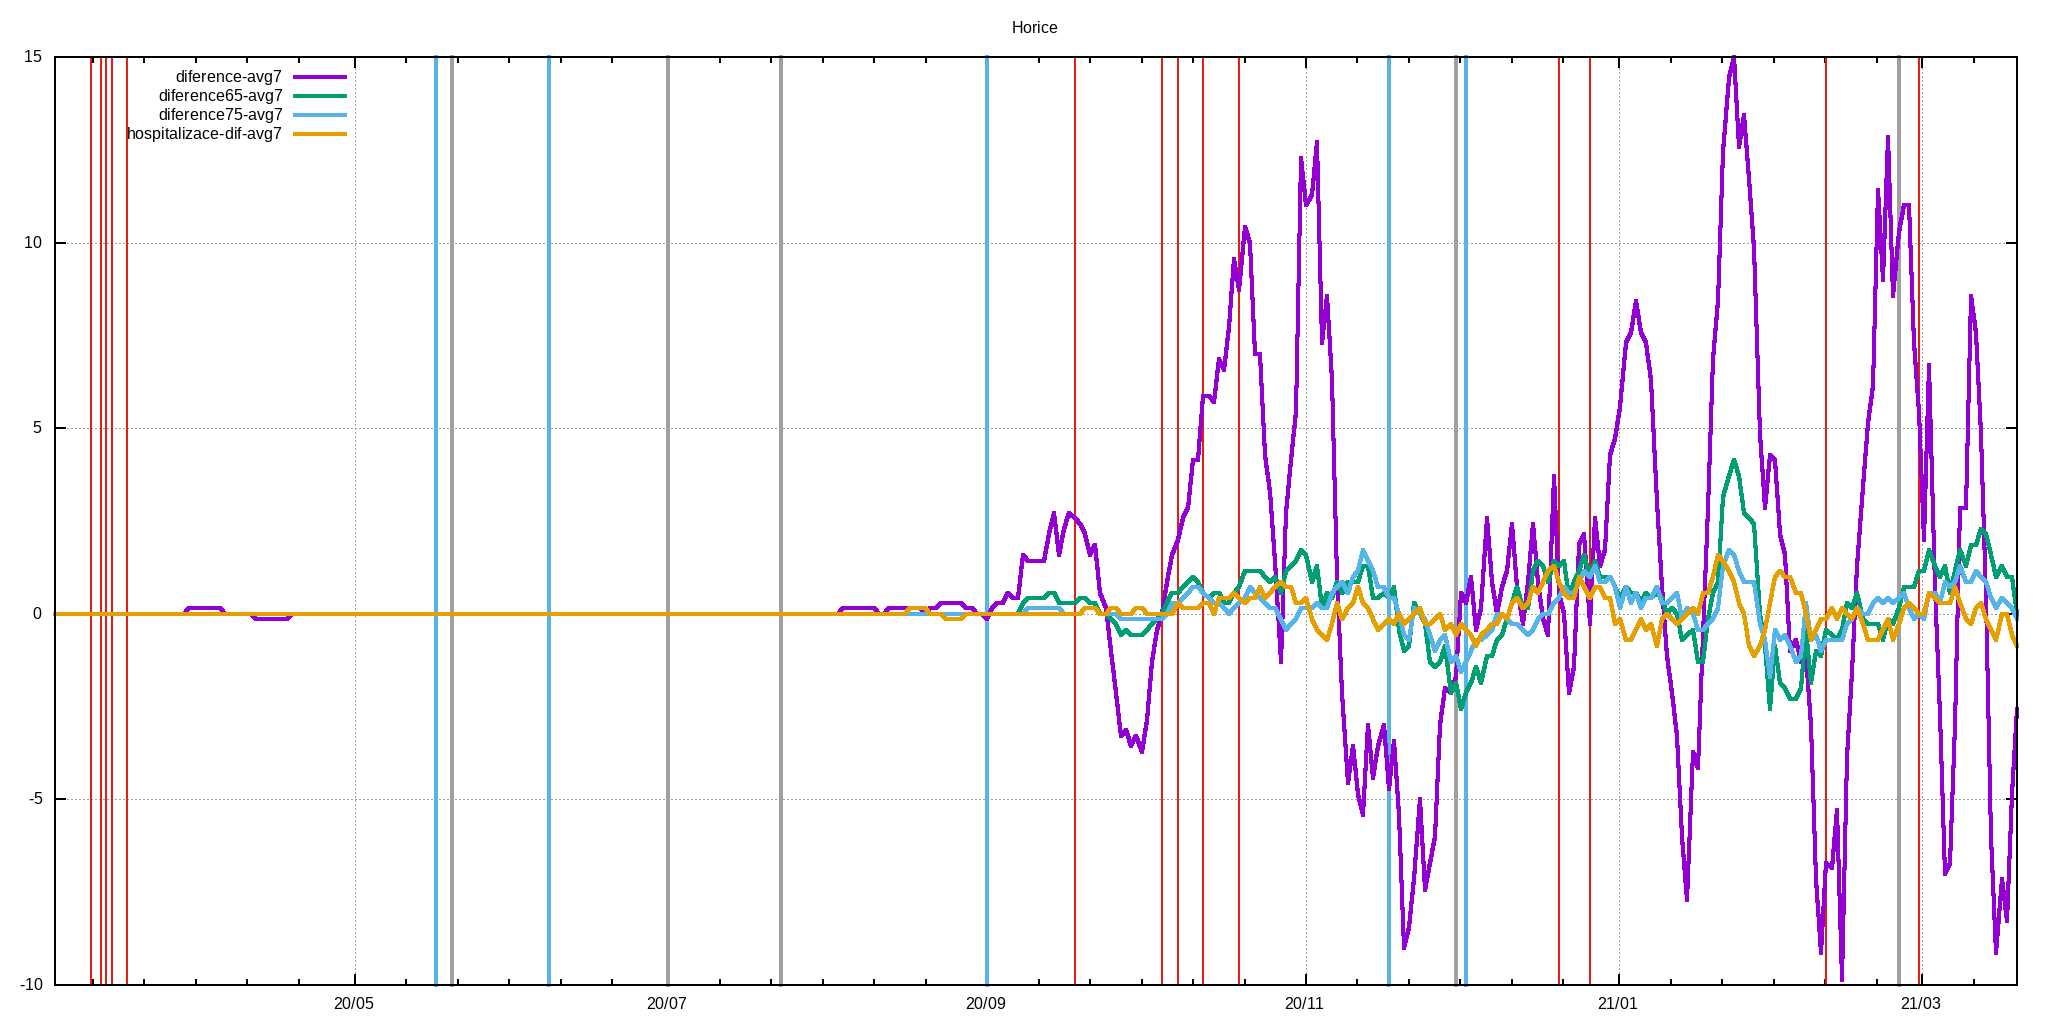 Horice
15
diference-avg7
diference65-avg7
diference75-avg7
hospitalizace-dif-avg7
10
5
0
-5
-10
20/05
20/07
20/09
20/11
21/01
21/03